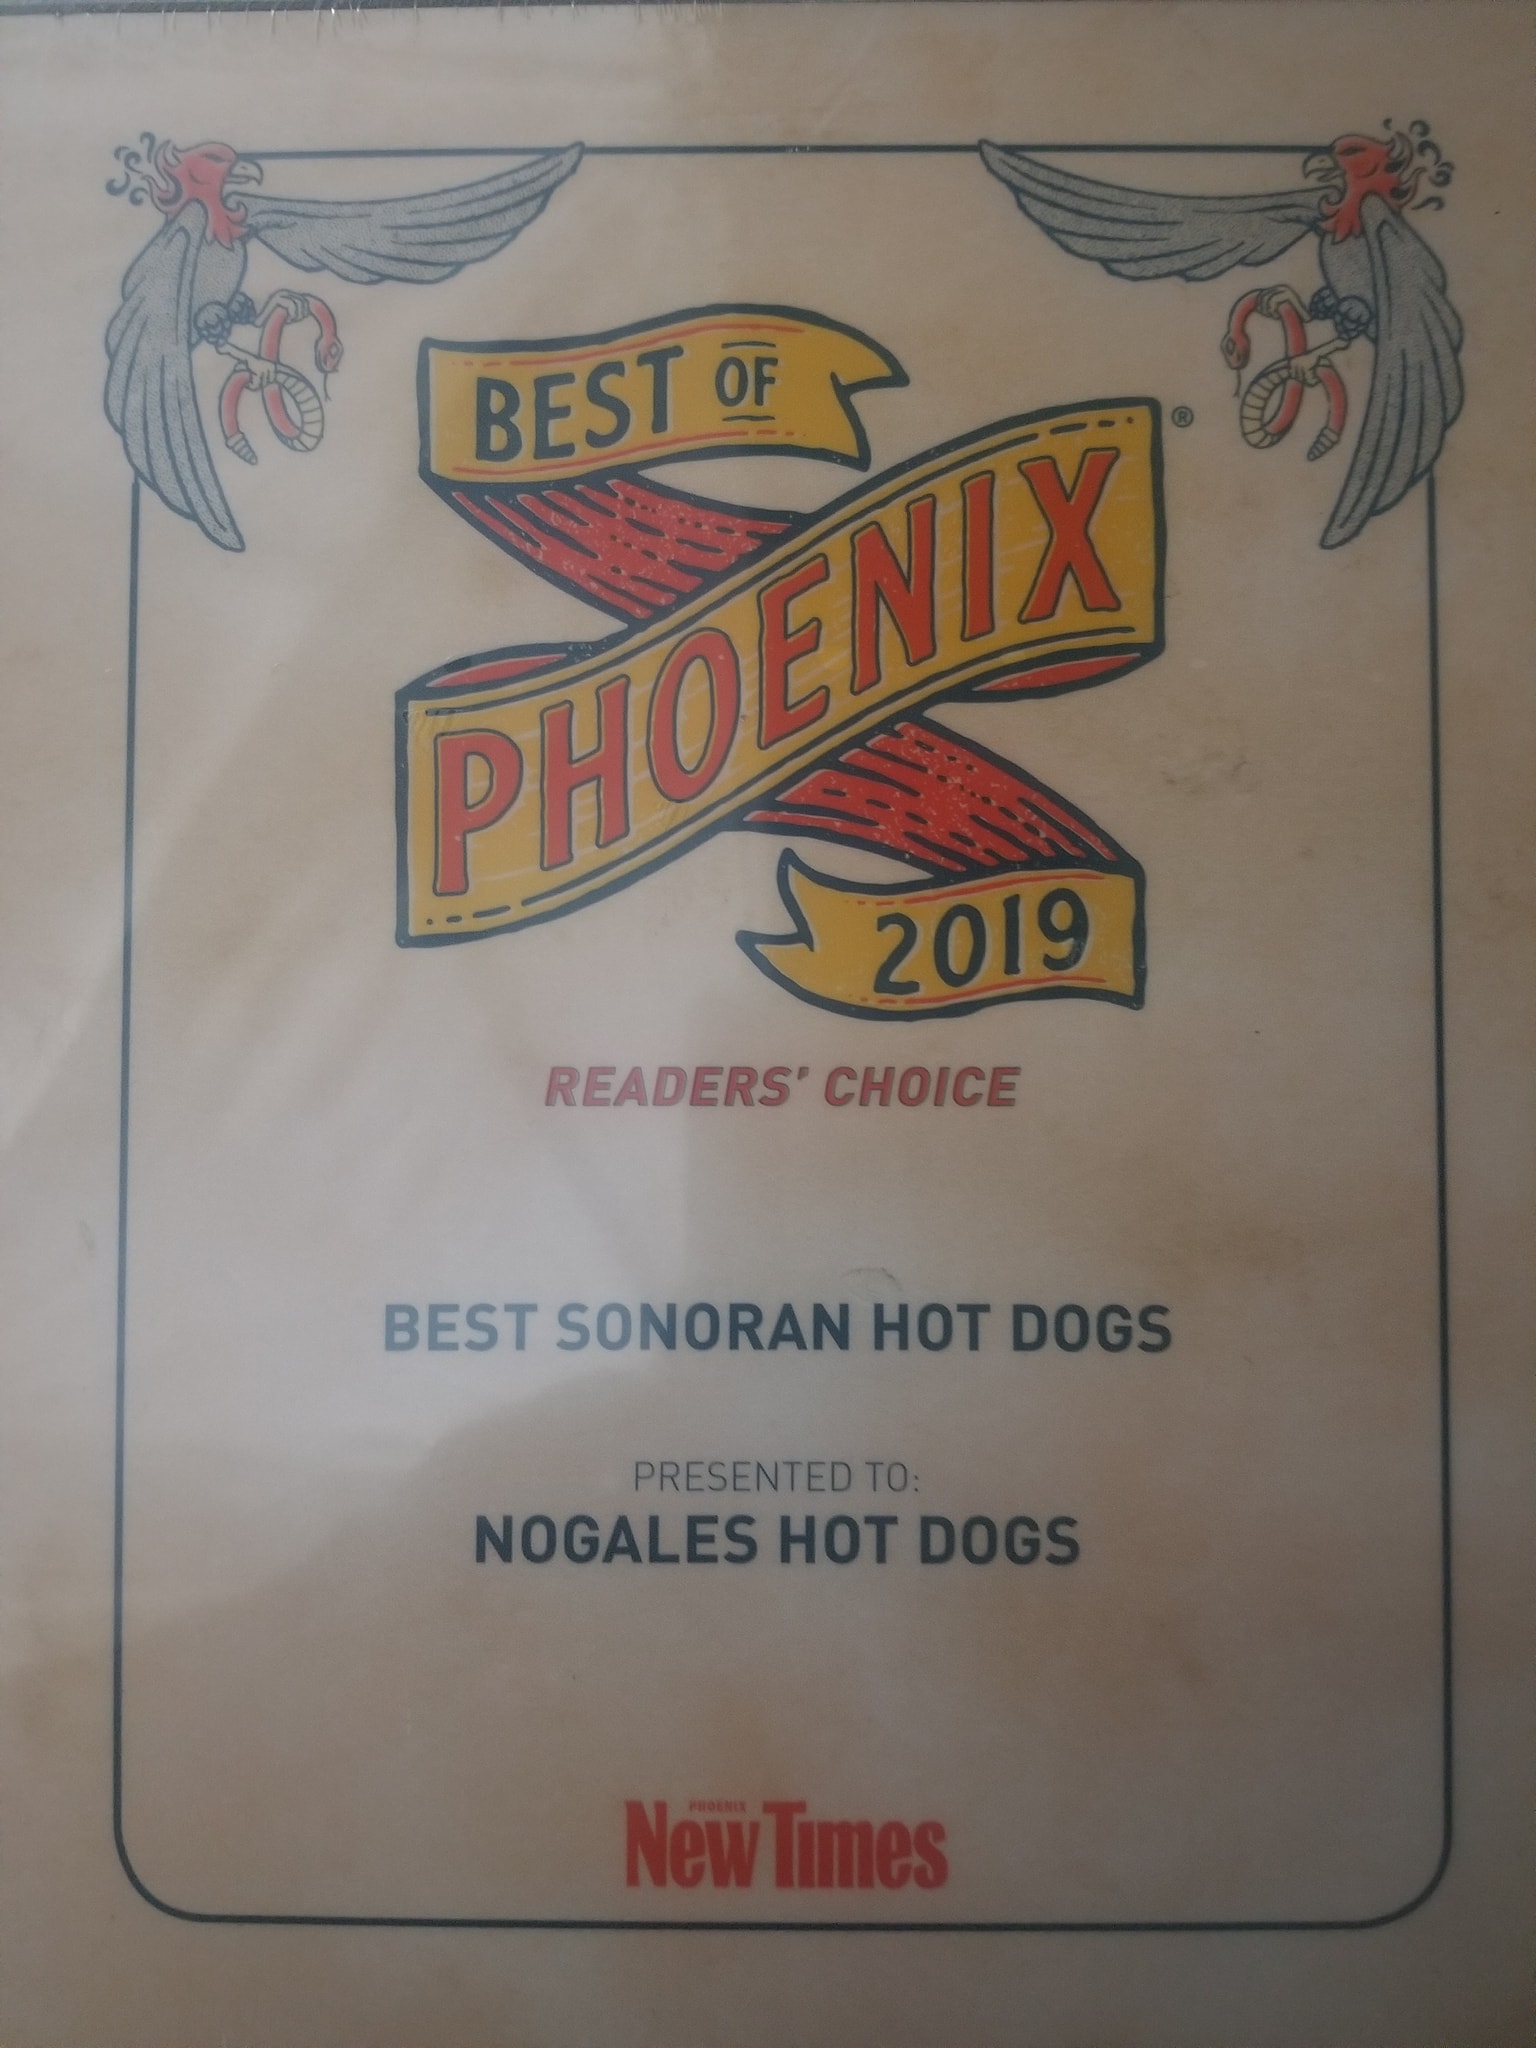 BEST OF
PHOENIX ®
2019
READERS' CHOICE
BEST SONORAN HOT DOGS
PRESENTED TO:
NOGALES HOT DOGS
PHOENIX
New Times